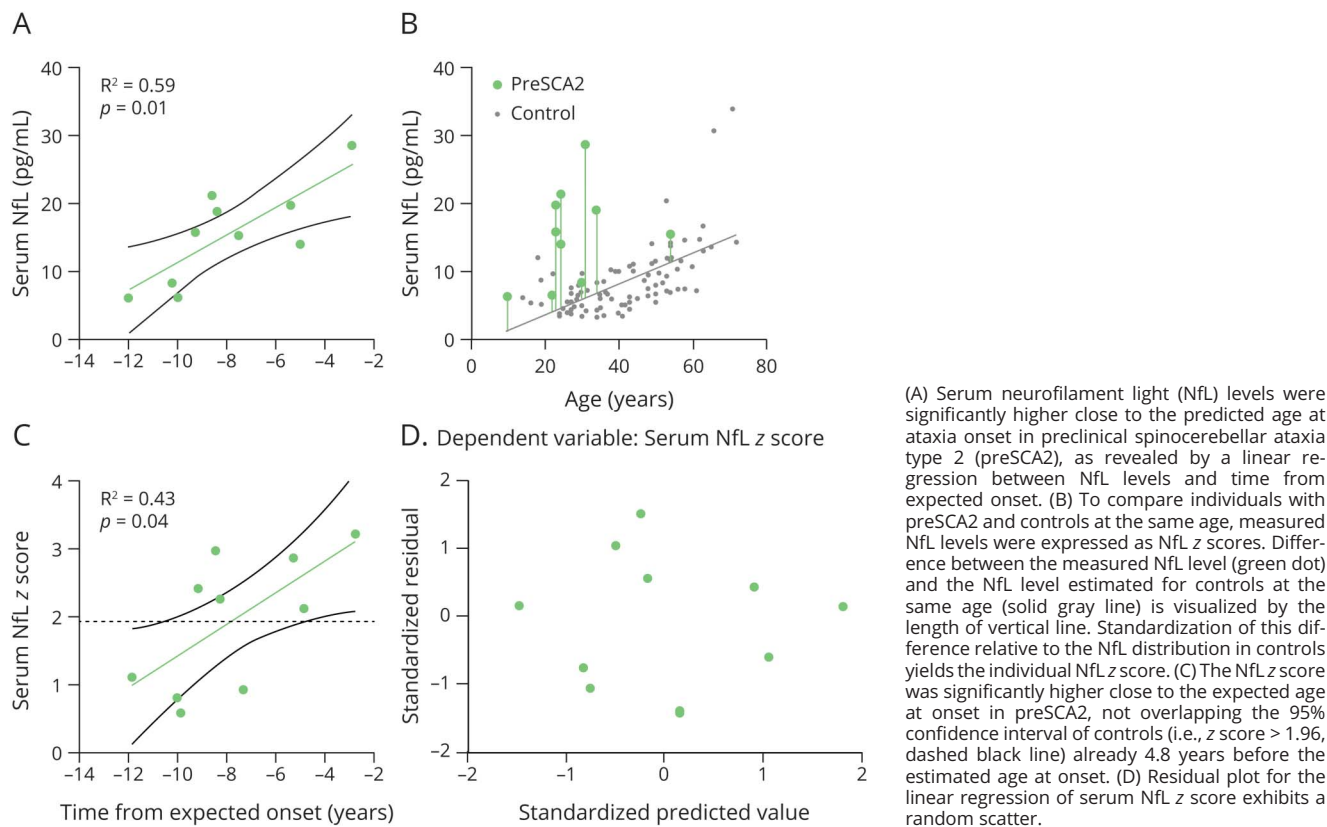 A
B
40
30
20
10
0
Serum NfL (pg/mL)
R² = 0.59
p = 0.01
−14 −12 −10 −8 −6 −4 −2
40
30
20
10
0
Serum NfL (pg/mL)
PreSCA2
Control
0 20 40 60 80
Age (years)
C
D. Dependent variable: Serum NfL z score
4
3
2
1
0
Serum NfL z score
R² = 0.43
p = 0.04
−14 −12 −10 −8 −6 −4 −2
Time from expected onset (years)
2
1
0
−1
−2
Standardized residual
−2 −1 0 1 2
Standardized predicted value
(A) Serum neurofilament light (NfL) levels were
significantly higher close to the predicted age at
ataxia onset in preclinical spinocerebellar ataxia
type 2 (preSCA2), as revealed by a linear re-
gression between NfL levels and time from
expected onset. (B) To compare individuals with
preSCA2 and controls at the same age, measured
NfL levels were expressed as NfL z scores. Differ-
ence between the measured NfL level (green dot)
and the NfL level estimated for controls at the
same age (solid gray line) is visualized by the
length of vertical line. Standardization of this dif-
ference relative to the NfL distribution in controls
yields the individual NfL z score. (C) The NfL z score
was significantly higher close to the expected age
at onset in preSCA2, not overlapping the 95%
confidence interval of controls (i.e., z score > 1.96,
dashed black line) already 4.8 years before the
estimated age at onset. (D) Residual plot for the
linear regression of serum NfL z score exhibits a
random scatter.